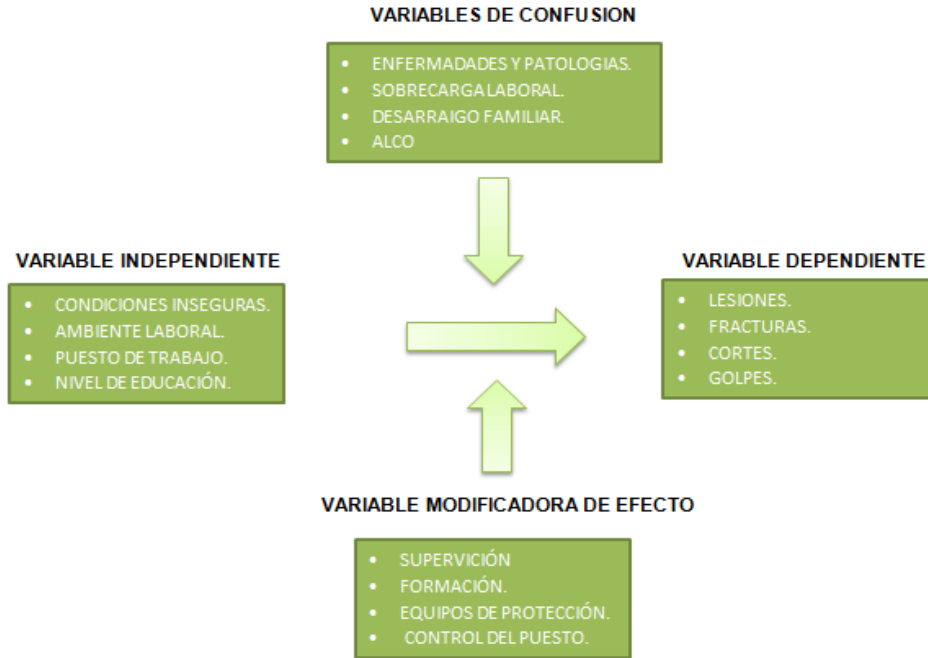 VARIABLES DE CONFUSION
• ENFERMADADES Y PATOLOGIAS.
• SOBRECARGA LABORAL.
• DESARRAIGO FAMILIAR.
• ALCO
VARIABLE INDEPENDIENTE
• CONDICIONES INSEGURAS.
• AMBIENTE LABORAL.
• PUESTO DE TRABAJO.
• NIVEL DE EDUCACIÓN.
VARIABLE DEPENDIENTE
• LESIONES.
• FRACTURAS.
• CORTES.
• GOLPES.
VARIABLE MODIFICADORA DE EFECTO
• SUPERVICIÓN
• FORMACIÓN.
• EQUIPOS DE PROTECCIÓN.
• CONTROL DEL PUESTO.